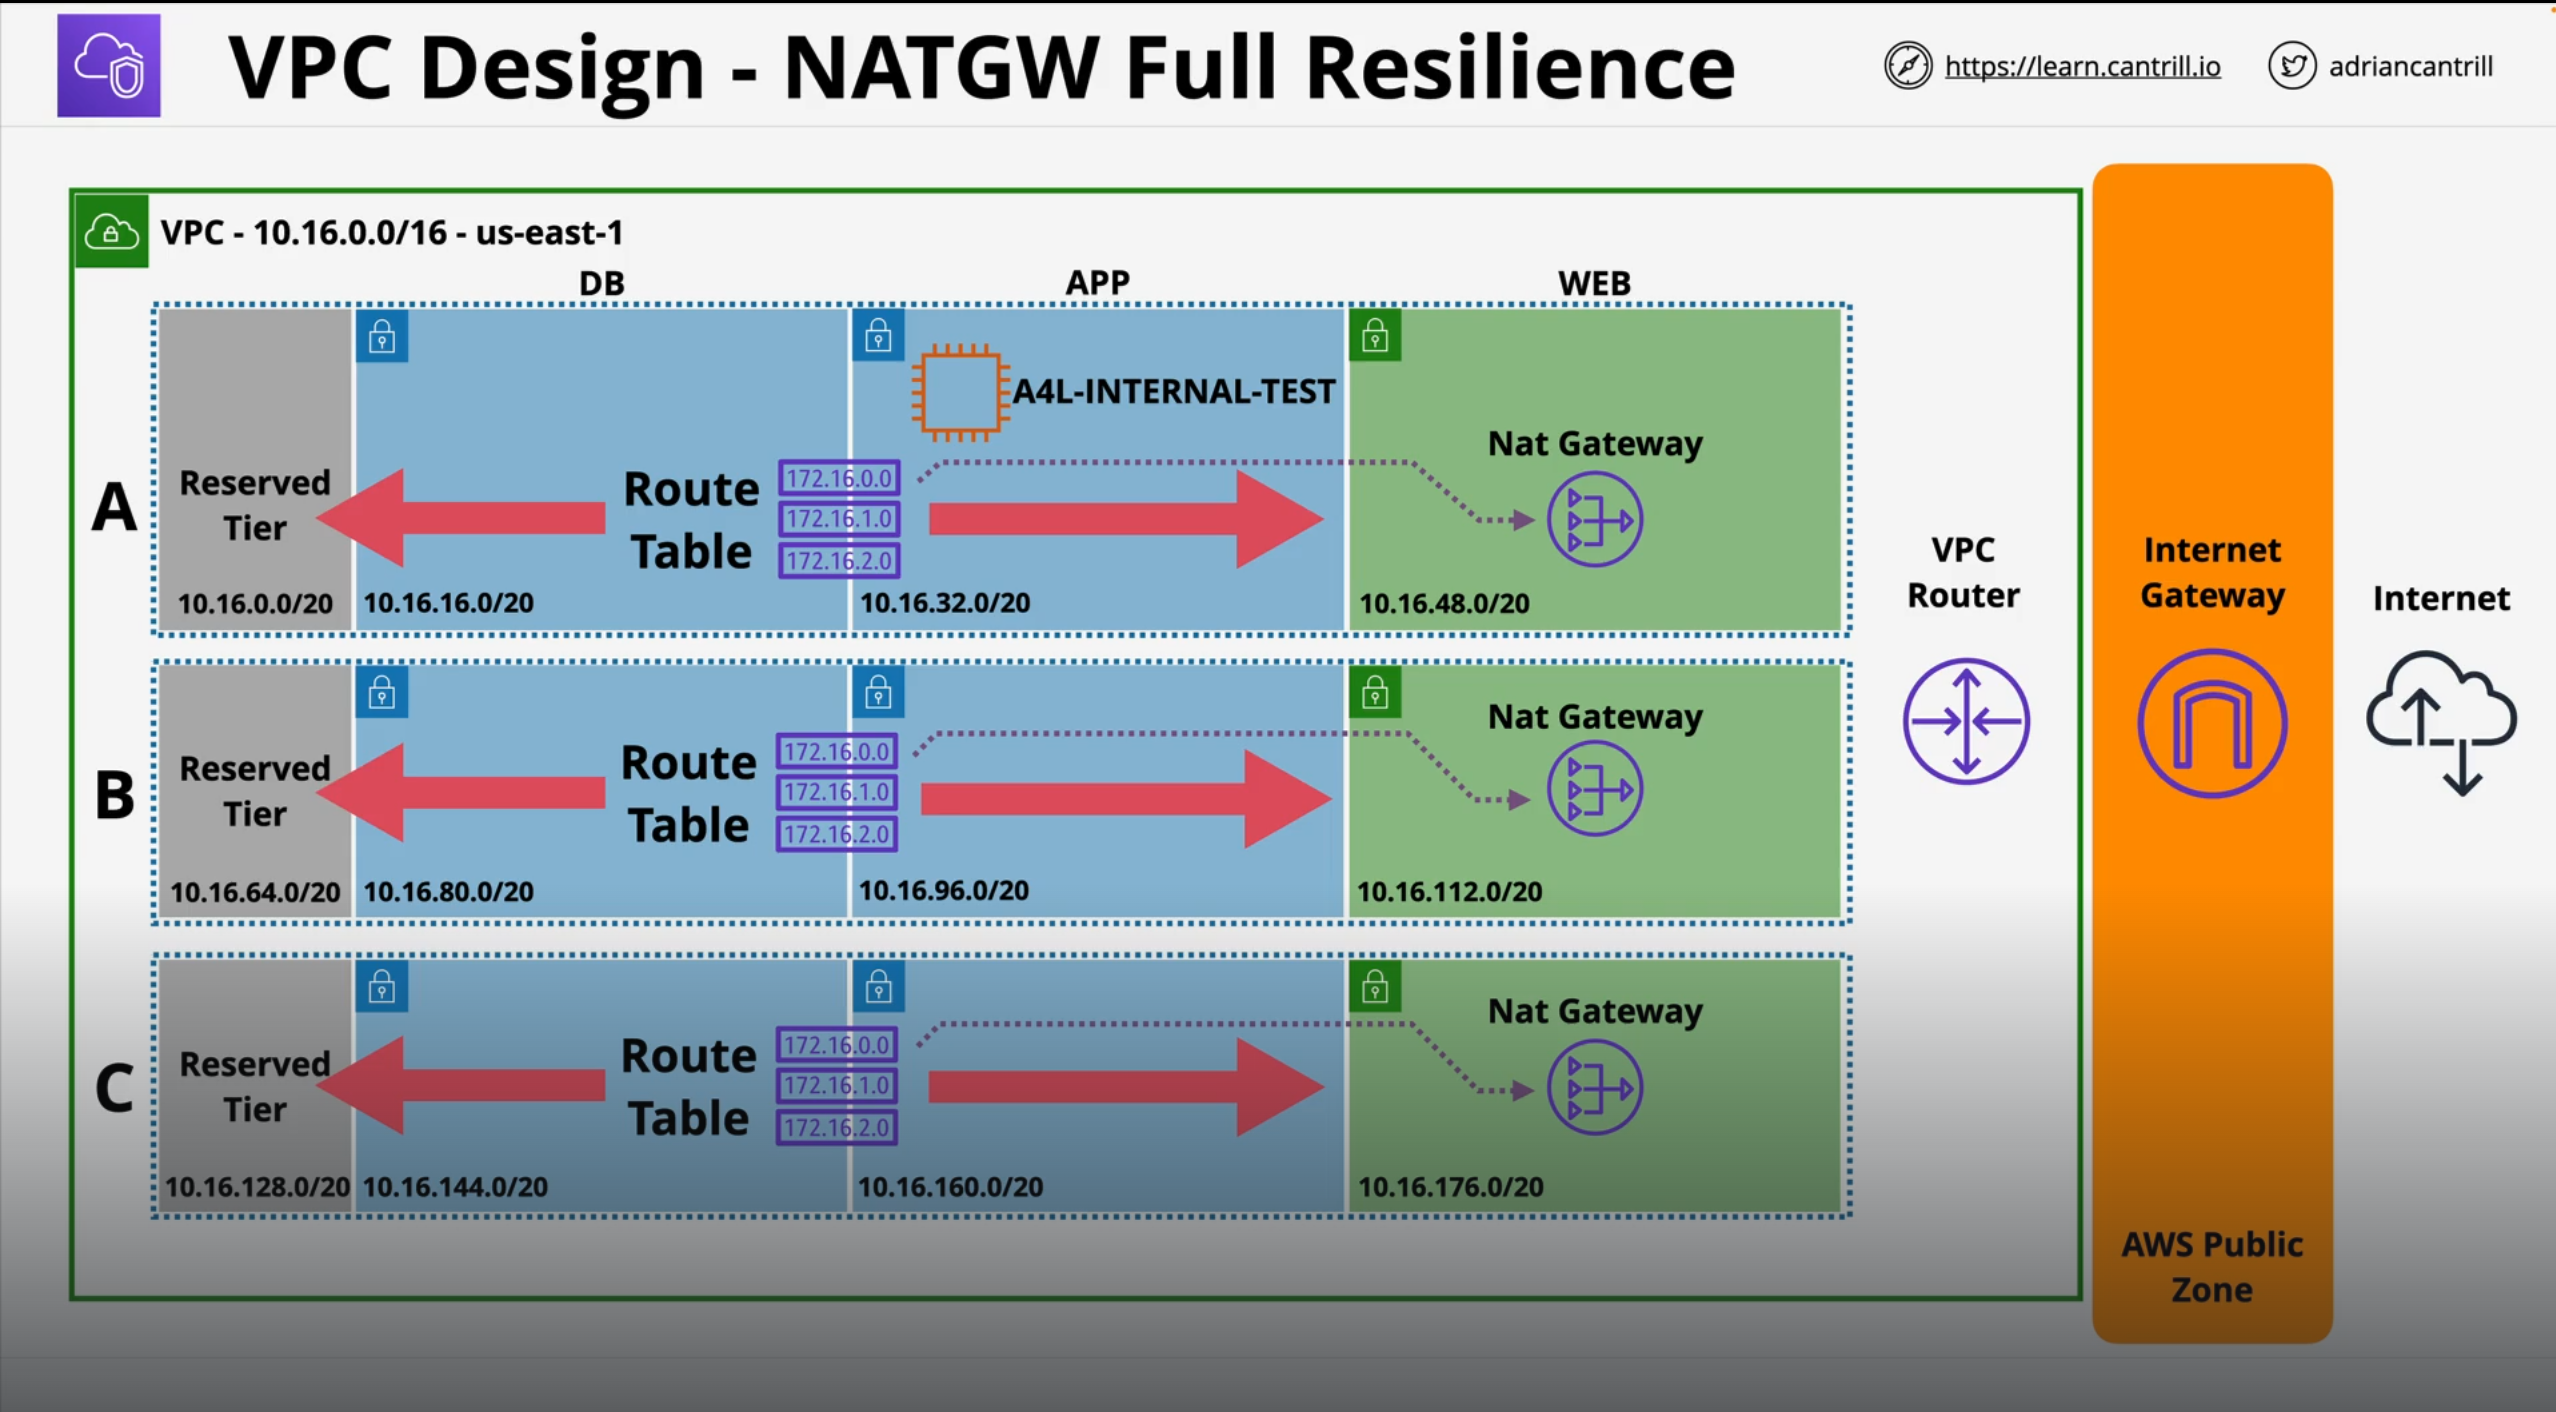 VPC Design - NATGW Full Resilience
https://learn.cantrill.io
adriancantrill
VPC - 10.16.0.0/16 - us-east-1
DB
APP
WEB
A
Reserved
Tier
10.16.0.0/20
Route
Table
172.16.0.0
172.16.1.0
172.16.2.0
10.16.16.0/20
A4L-INTERNAL-TEST
10.16.32.0/20
Nat Gateway
10.16.48.0/20
B
Reserved
Tier
10.16.64.0/20
Route
Table
172.16.0.0
172.16.1.0
172.16.2.0
10.16.80.0/20
10.16.96.0/20
Nat Gateway
10.16.112.0/20
C
Reserved
Tier
10.16.128.0/20
Route
Table
172.16.0.0
172.16.1.0
172.16.2.0
10.16.144.0/20
10.16.160.0/20
Nat Gateway
10.16.176.0/20
VPC
Router
Internet
Gateway
AWS Public
Zone
Internet